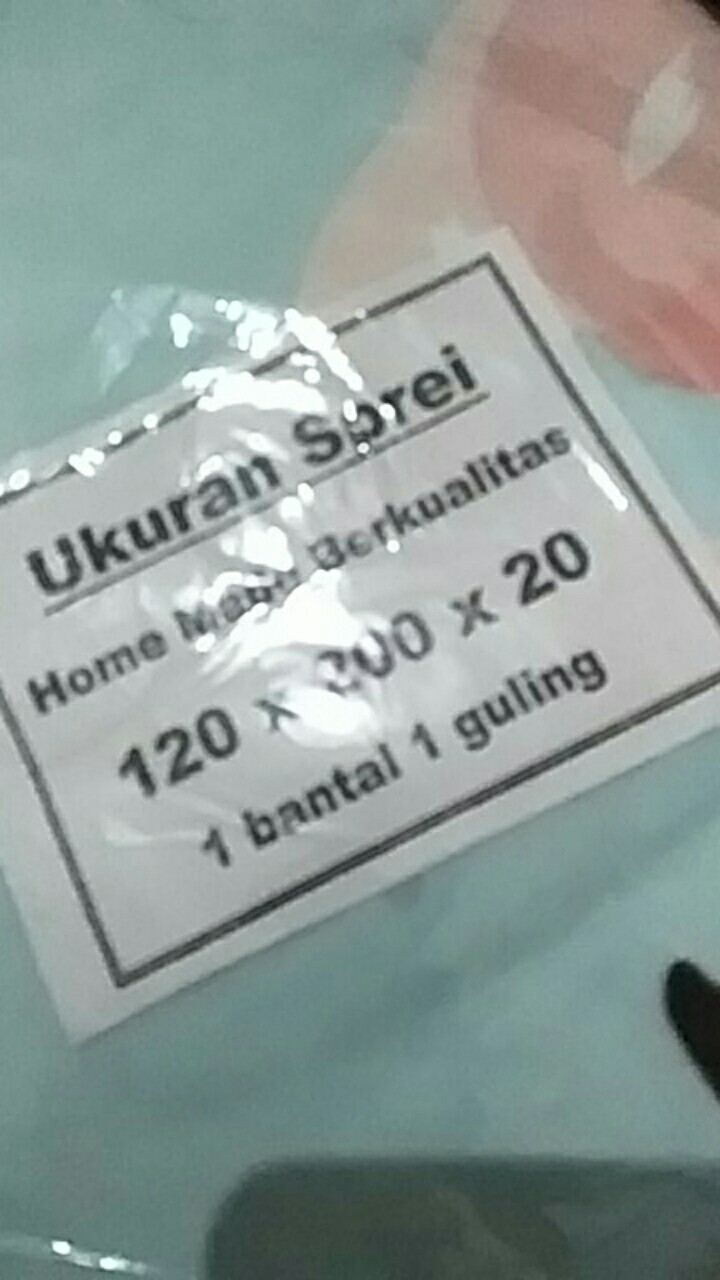 Ukuran Sprei
Home Made Berkualitas
120 x 200 x 20
1 bantal 1 guling